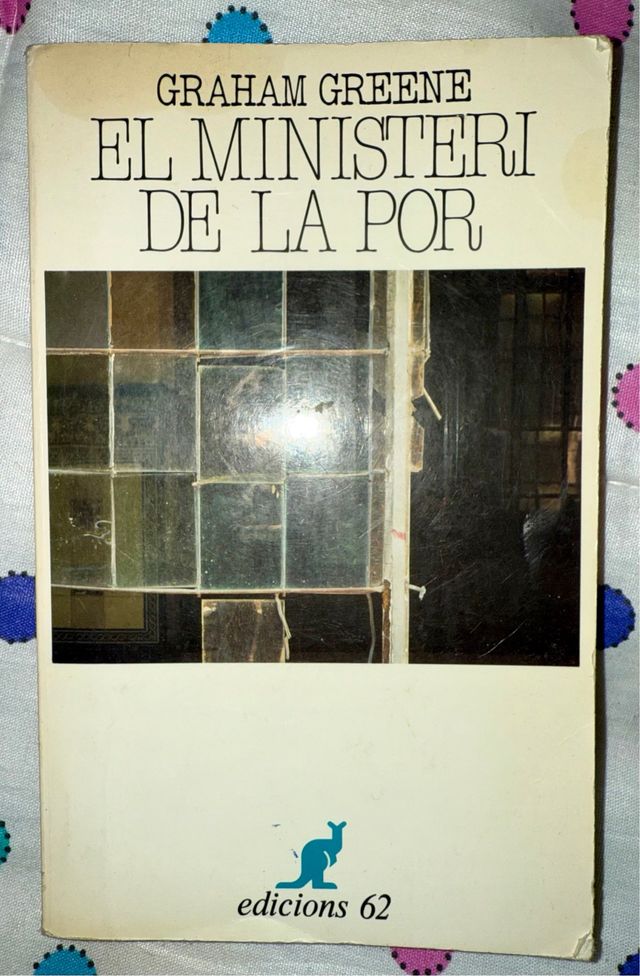 GRAHAM GREENE
EL MINISTERI
DE LA POR
edicions 62